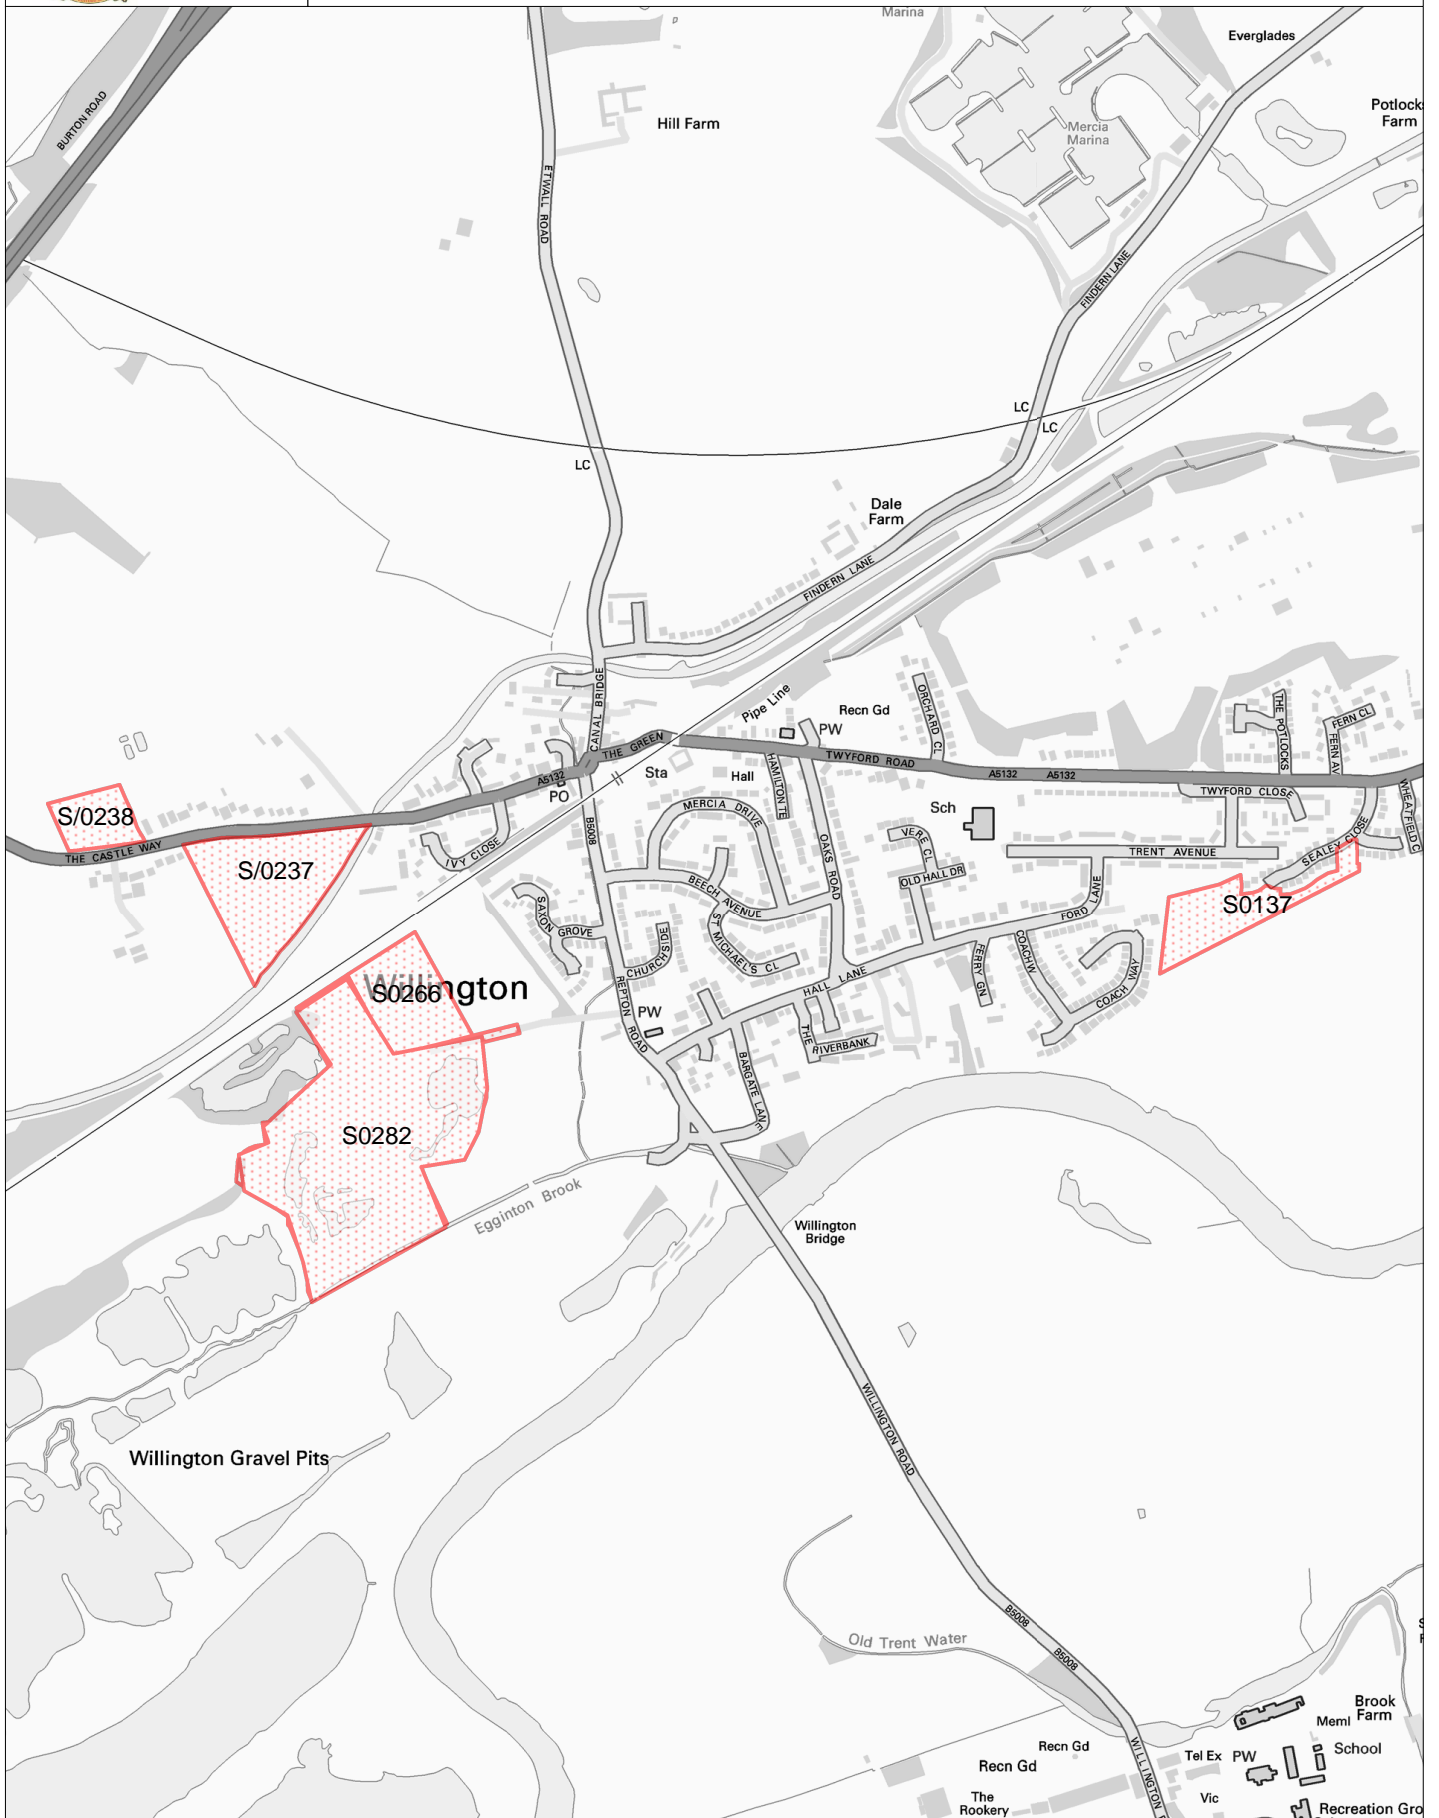 Marina
Everglades
BURTON ROAD
Hill Farm
Mercia
Marina
Potlock
Farm
ETWALL ROAD
FINDERN LANE
LC
LC
LC
Dale
Farm
FINDERN LANE
CANAL BRIDGE
Pipe Line
Recn Gd
ORCHARD CL
PW
THE POTLOCKS
FERN CL
FERN AV
THE GREEN
TWYFORD ROAD
A5132
A5132
A5132
Sta
Hall
HAMILTON TE
PO
TWYFORD CLOSE
WHEATFIELD C
S/0238
THE CASTLE WAY
S/0237
IVY CLOSE
B5008
MERCIA DRIVE
Sch
OAKS ROAD
VERE CL
OLD HALL DR
TRENT AVENUE
SEALEY CLOSE
S0137
BEECH AVENUE
SAXON GROVE
ST MICHAEL'S CL
FORD LANE
CHURCHSIDE
HALL LANE
FERRY GN
COACHW
COACH WAY
Willington
S0266
REPTON ROAD
PW
THE RIVERBANK
BARGATE LANE
S0282
Egginton Brook
Willington
Bridge
Willington Gravel Pits
WILLINGTON ROAD
B5008
Old Trent Water
B5008
Brook
Farm
Meml
School
Recn Gd
Recn Gd
Tel Ex
PW
WILLINGTON
The
Rookery
Vic
Recreation Gro